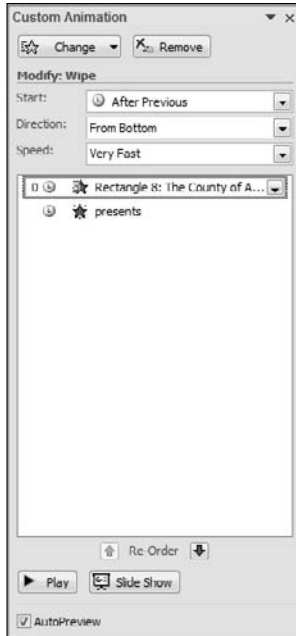 Custom Animation
Change Remove
Modify: Wipe
Start: After Previous
Direction: From Bottom
Speed: Very Fast
0 Rectangle 8: The County of A...
presents
Re-Order
Play Slide Show
AutoPreview